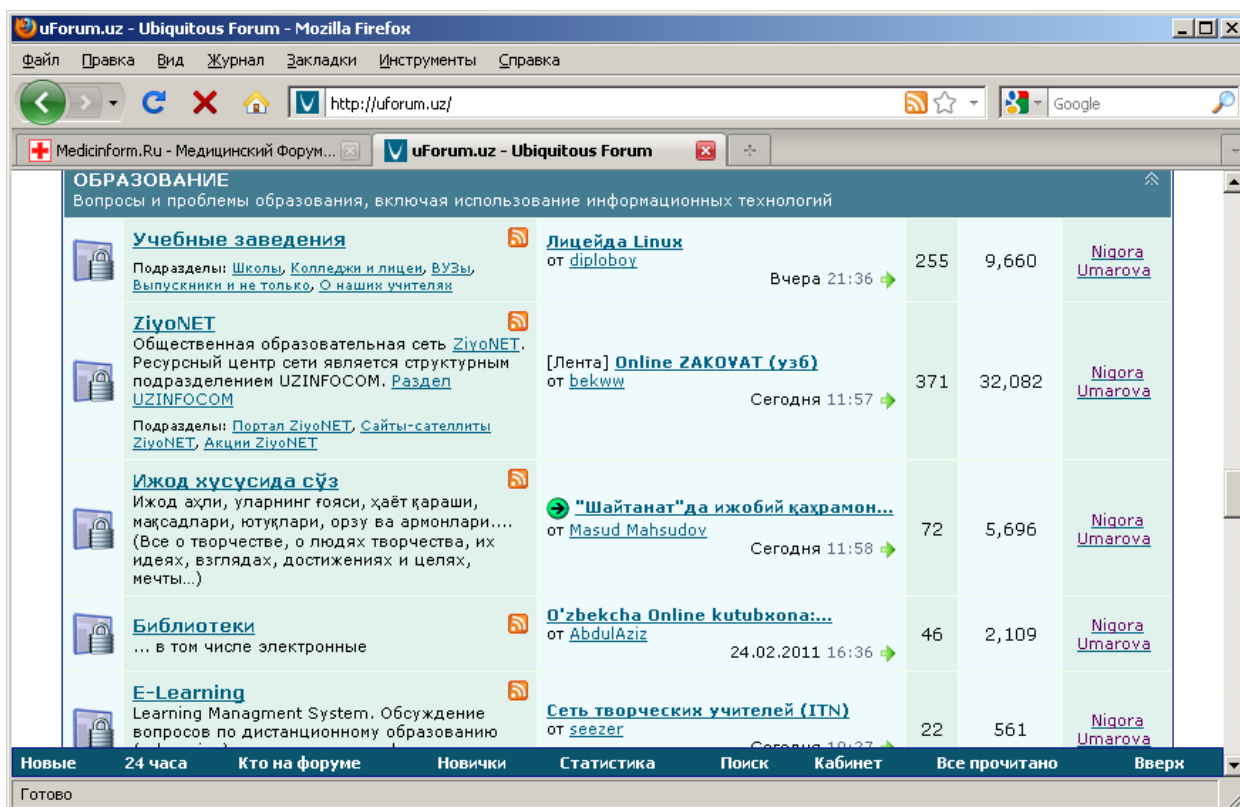 uForum.uz - Ubiquitous Forum - Mozilla Firefox
Файл Правка Вид Журнал Закладки Инструменты Справка
http://uforum.uz/ Google
Medicinform.Ru - Медицинский Форум... uForum.uz - Ubiquitous Forum
ОБРАЗОВАНИЕ
Вопросы и проблемы образования, включая использование информационных технологий
Учебные заведения
Подразделы: Школы, Колледжи и лицеи, ВУЗы,
Выпускники и не только, О наших учителях
Лицейда Linux
от diploboy
Вчера 21:36
255 9,660
Nigora
Umarova
ZiyoNET
Общественная образовательная сеть ZiyoNET.
Ресурсный центр сети является структурным
подразделением UZINFOCOM. Раздел
UZINFOCOM
Подразделы: Портал ZiyoNET, Сайты-сателлиты
ZiyoNET, Акции ZiyoNET
[Лента] Online ZAKOVAT (узб)
от bekww
Сегодня 11:57
371 32,082
Nigora
Umarova
Ижод хусусида сўз
Ижод аҳли, уларнинг ғояси, ҳаёт қараши,
мақсадлари, ютуқлари, орзу ва армонлари....
(Все о творчестве, о людях творчества, их
идеях, взглядах, достижениях и целях,
мечты...)
"Шайтанат"да ижобий қаҳрамон...
от Masud Mahsudov
Сегодня 11:58
72 5,696
Nigora
Umarova
Библиотеки
... в том числе электронные
O'zbekcha Online kutubxona:...
от AbdulAziz
24.02.2011 16:36
46 2,109
Nigora
Umarova
E-Learning
Learning Managment System. Обсуждение
вопросов по дистанционному образованию
Сеть творческих учителей (ITN)
от seezer
22 561
Nigora
Umarova
Новые 24 часа Кто на форуме Новички Статистика Поиск Кабинет Все прочитано Вверх
Готово